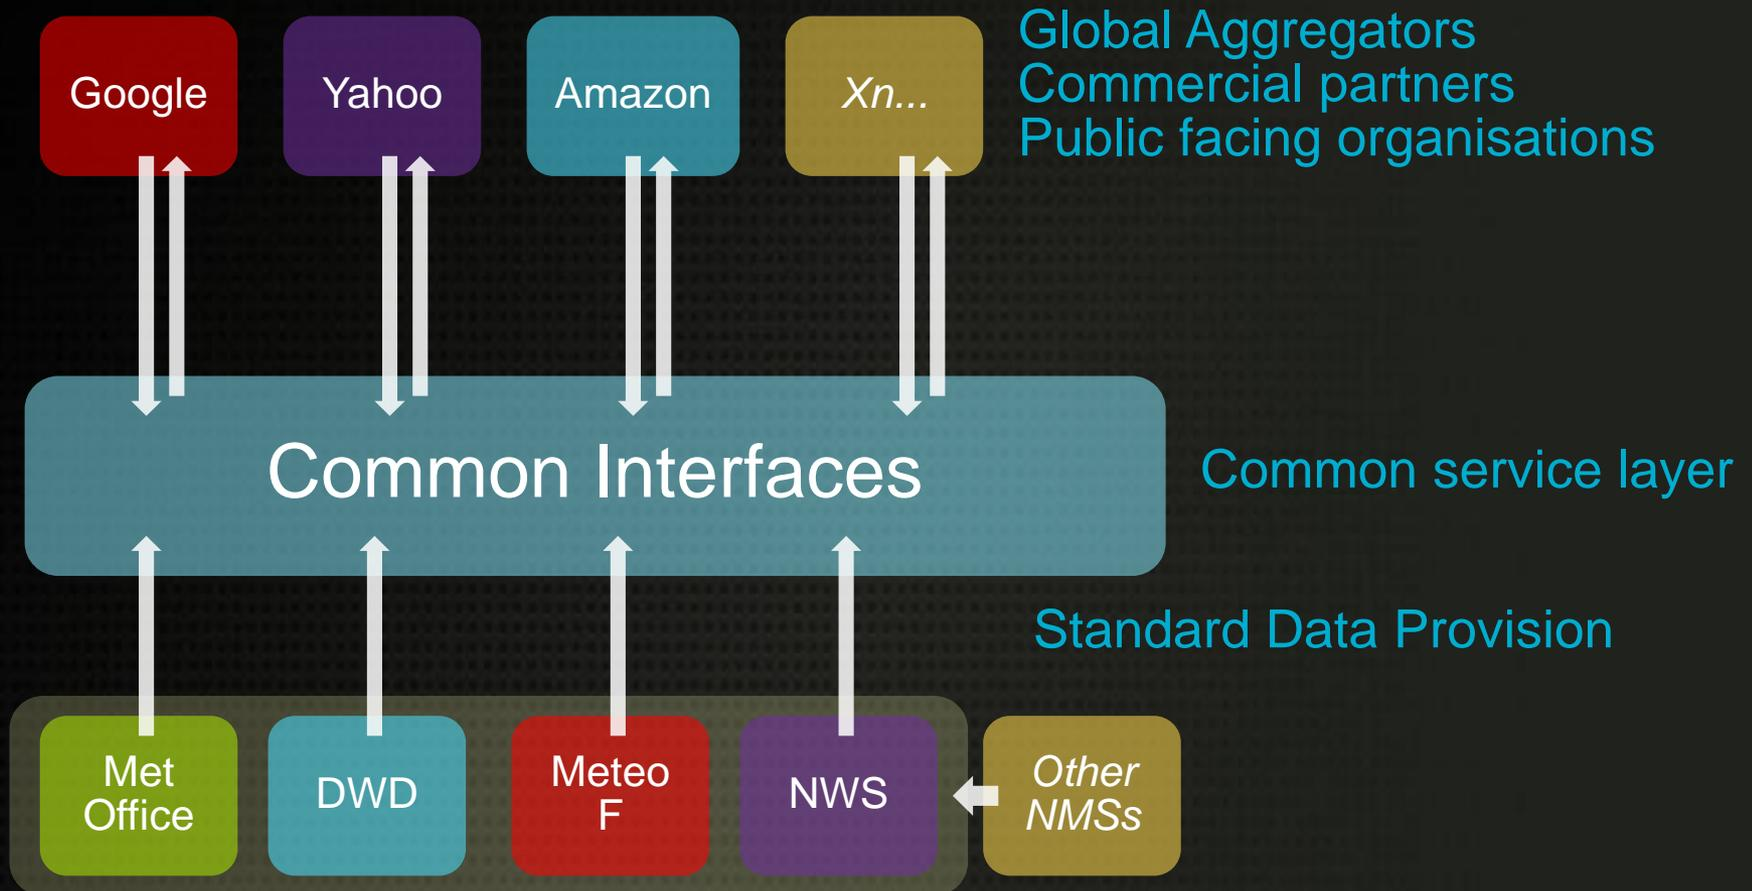 Google
Yahoo
Amazon
Xn...
Global Aggregators
Commercial partners
Public facing organisations
Common Interfaces
Common service layer
Standard Data Provision
Met
Office
DWD
Meteo
F
NWS
Other
NMSs